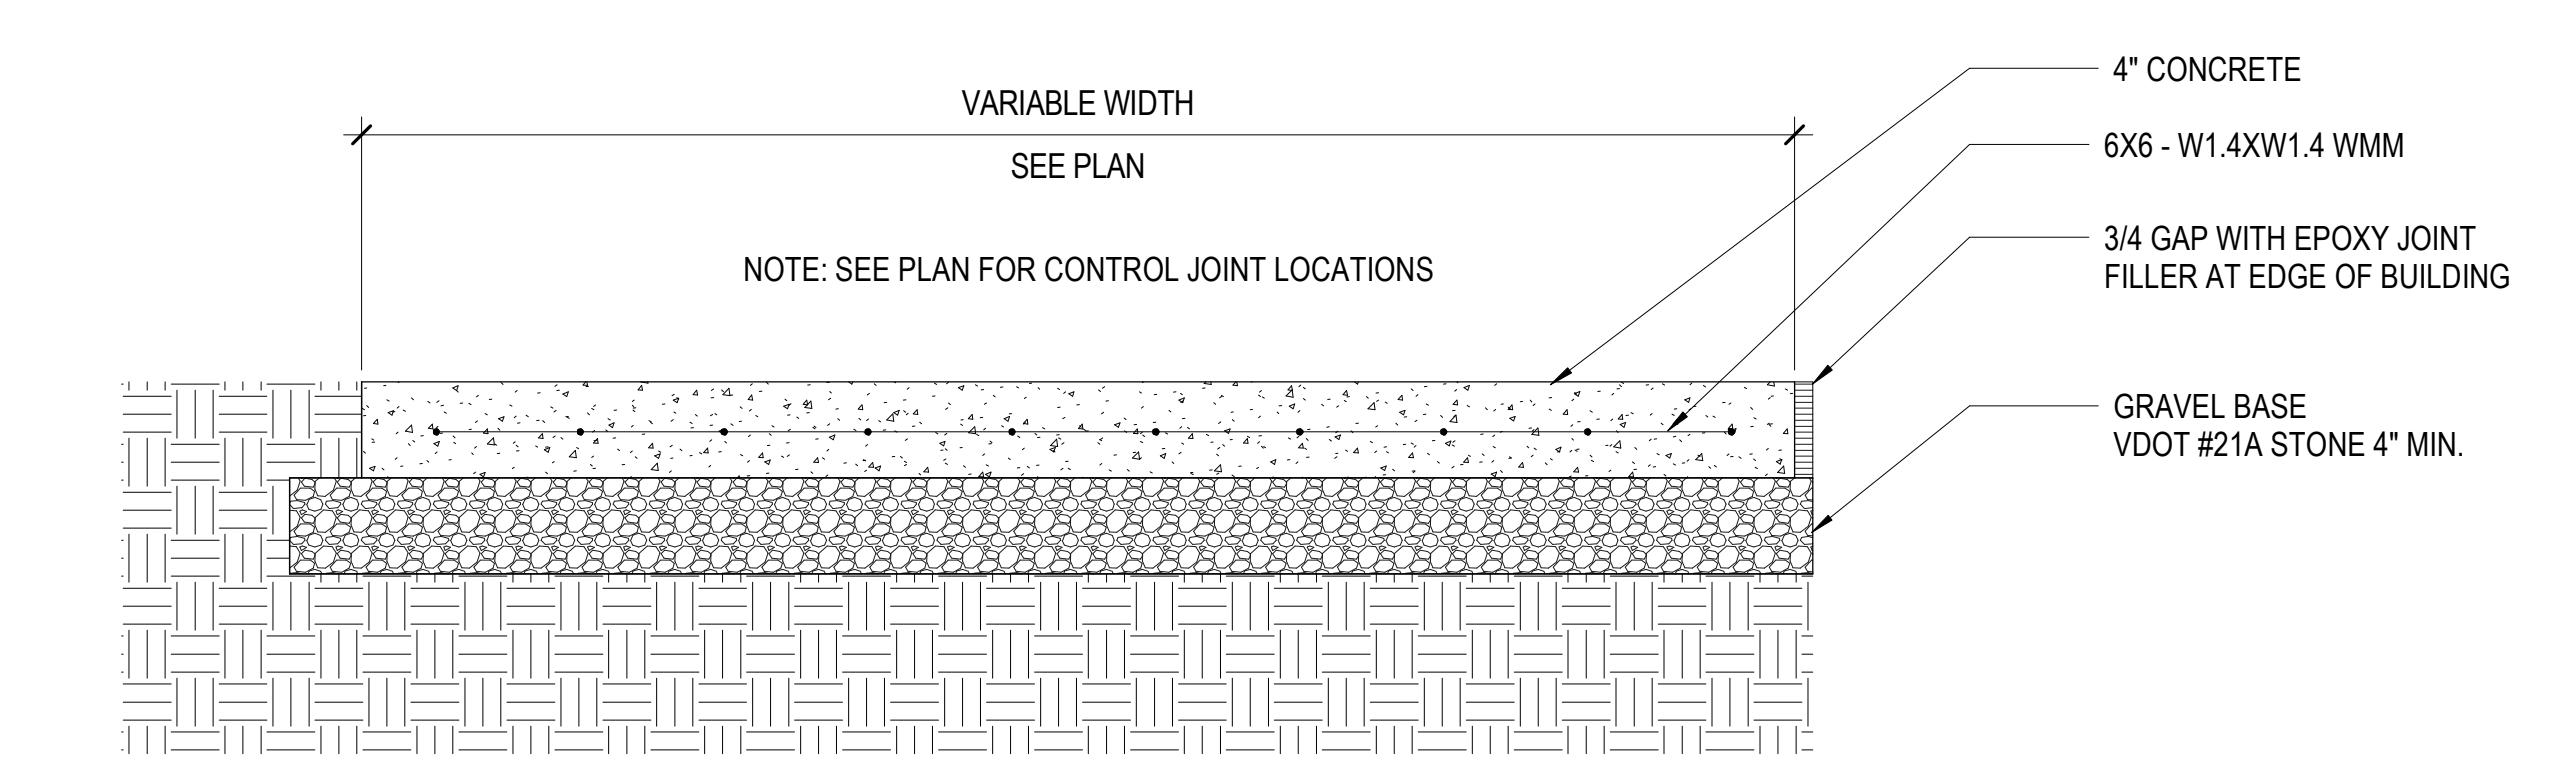 4" CONCRETE
VARIABLE WIDTH
SEE PLAN
6X6 - W1.4XW1.4 WMM
3/4 GAP WITH EPOXY JOINT
FILLER AT EDGE OF BUILDING
NOTE: SEE PLAN FOR CONTROL JOINT LOCATIONS
GRAVEL BASE
VDOT #21A STONE 4" MIN.